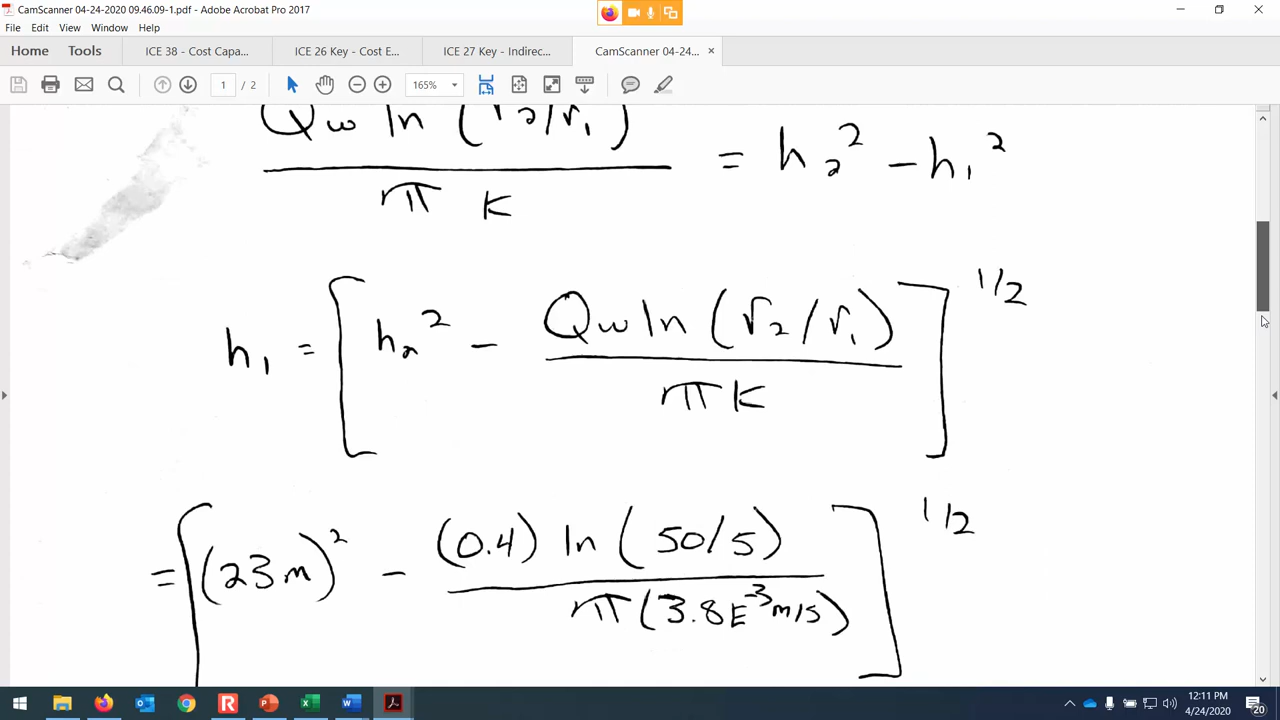 CamScanner 04-24-2020 09.46.09-1.pdf - Adobe Acrobat Pro 2017
File Edit View Window Help
Home Tools ICE 38 - Cost Capa... ICE 26 Key - Cost E... ICE 27 Key - Indirec... CamScanner 04-24... ×
1 / 2 165%
Qw ln (r2/r1)
π k
= h2² - h1²
h1 = [ h2² - Qw ln (r2/r1) / πk ]^1/2
= [ (23m)² - (0.4) ln (50/5) / π(3.8E^-3 m/s) ]^1/2
12:11 PM
4/24/2020
20